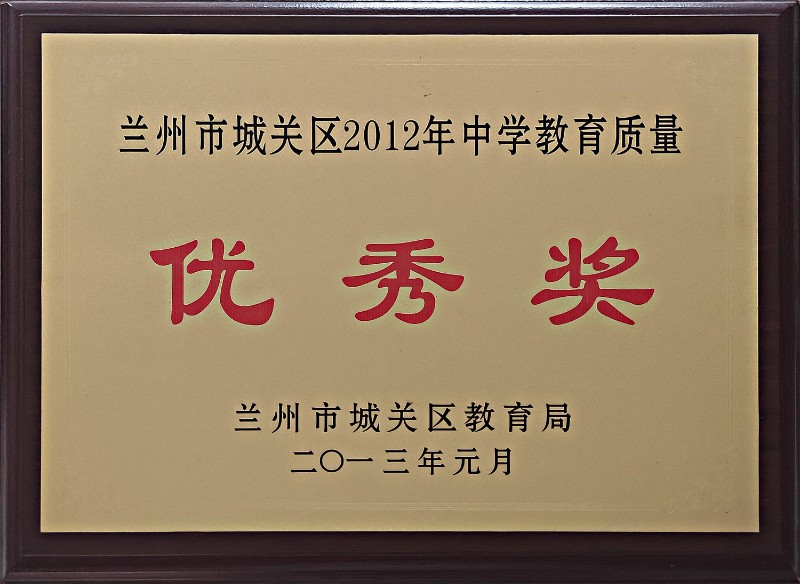 兰州市城关区2012年中学教育质量
优秀奖
兰州市城关区教育局
二〇一三年元月